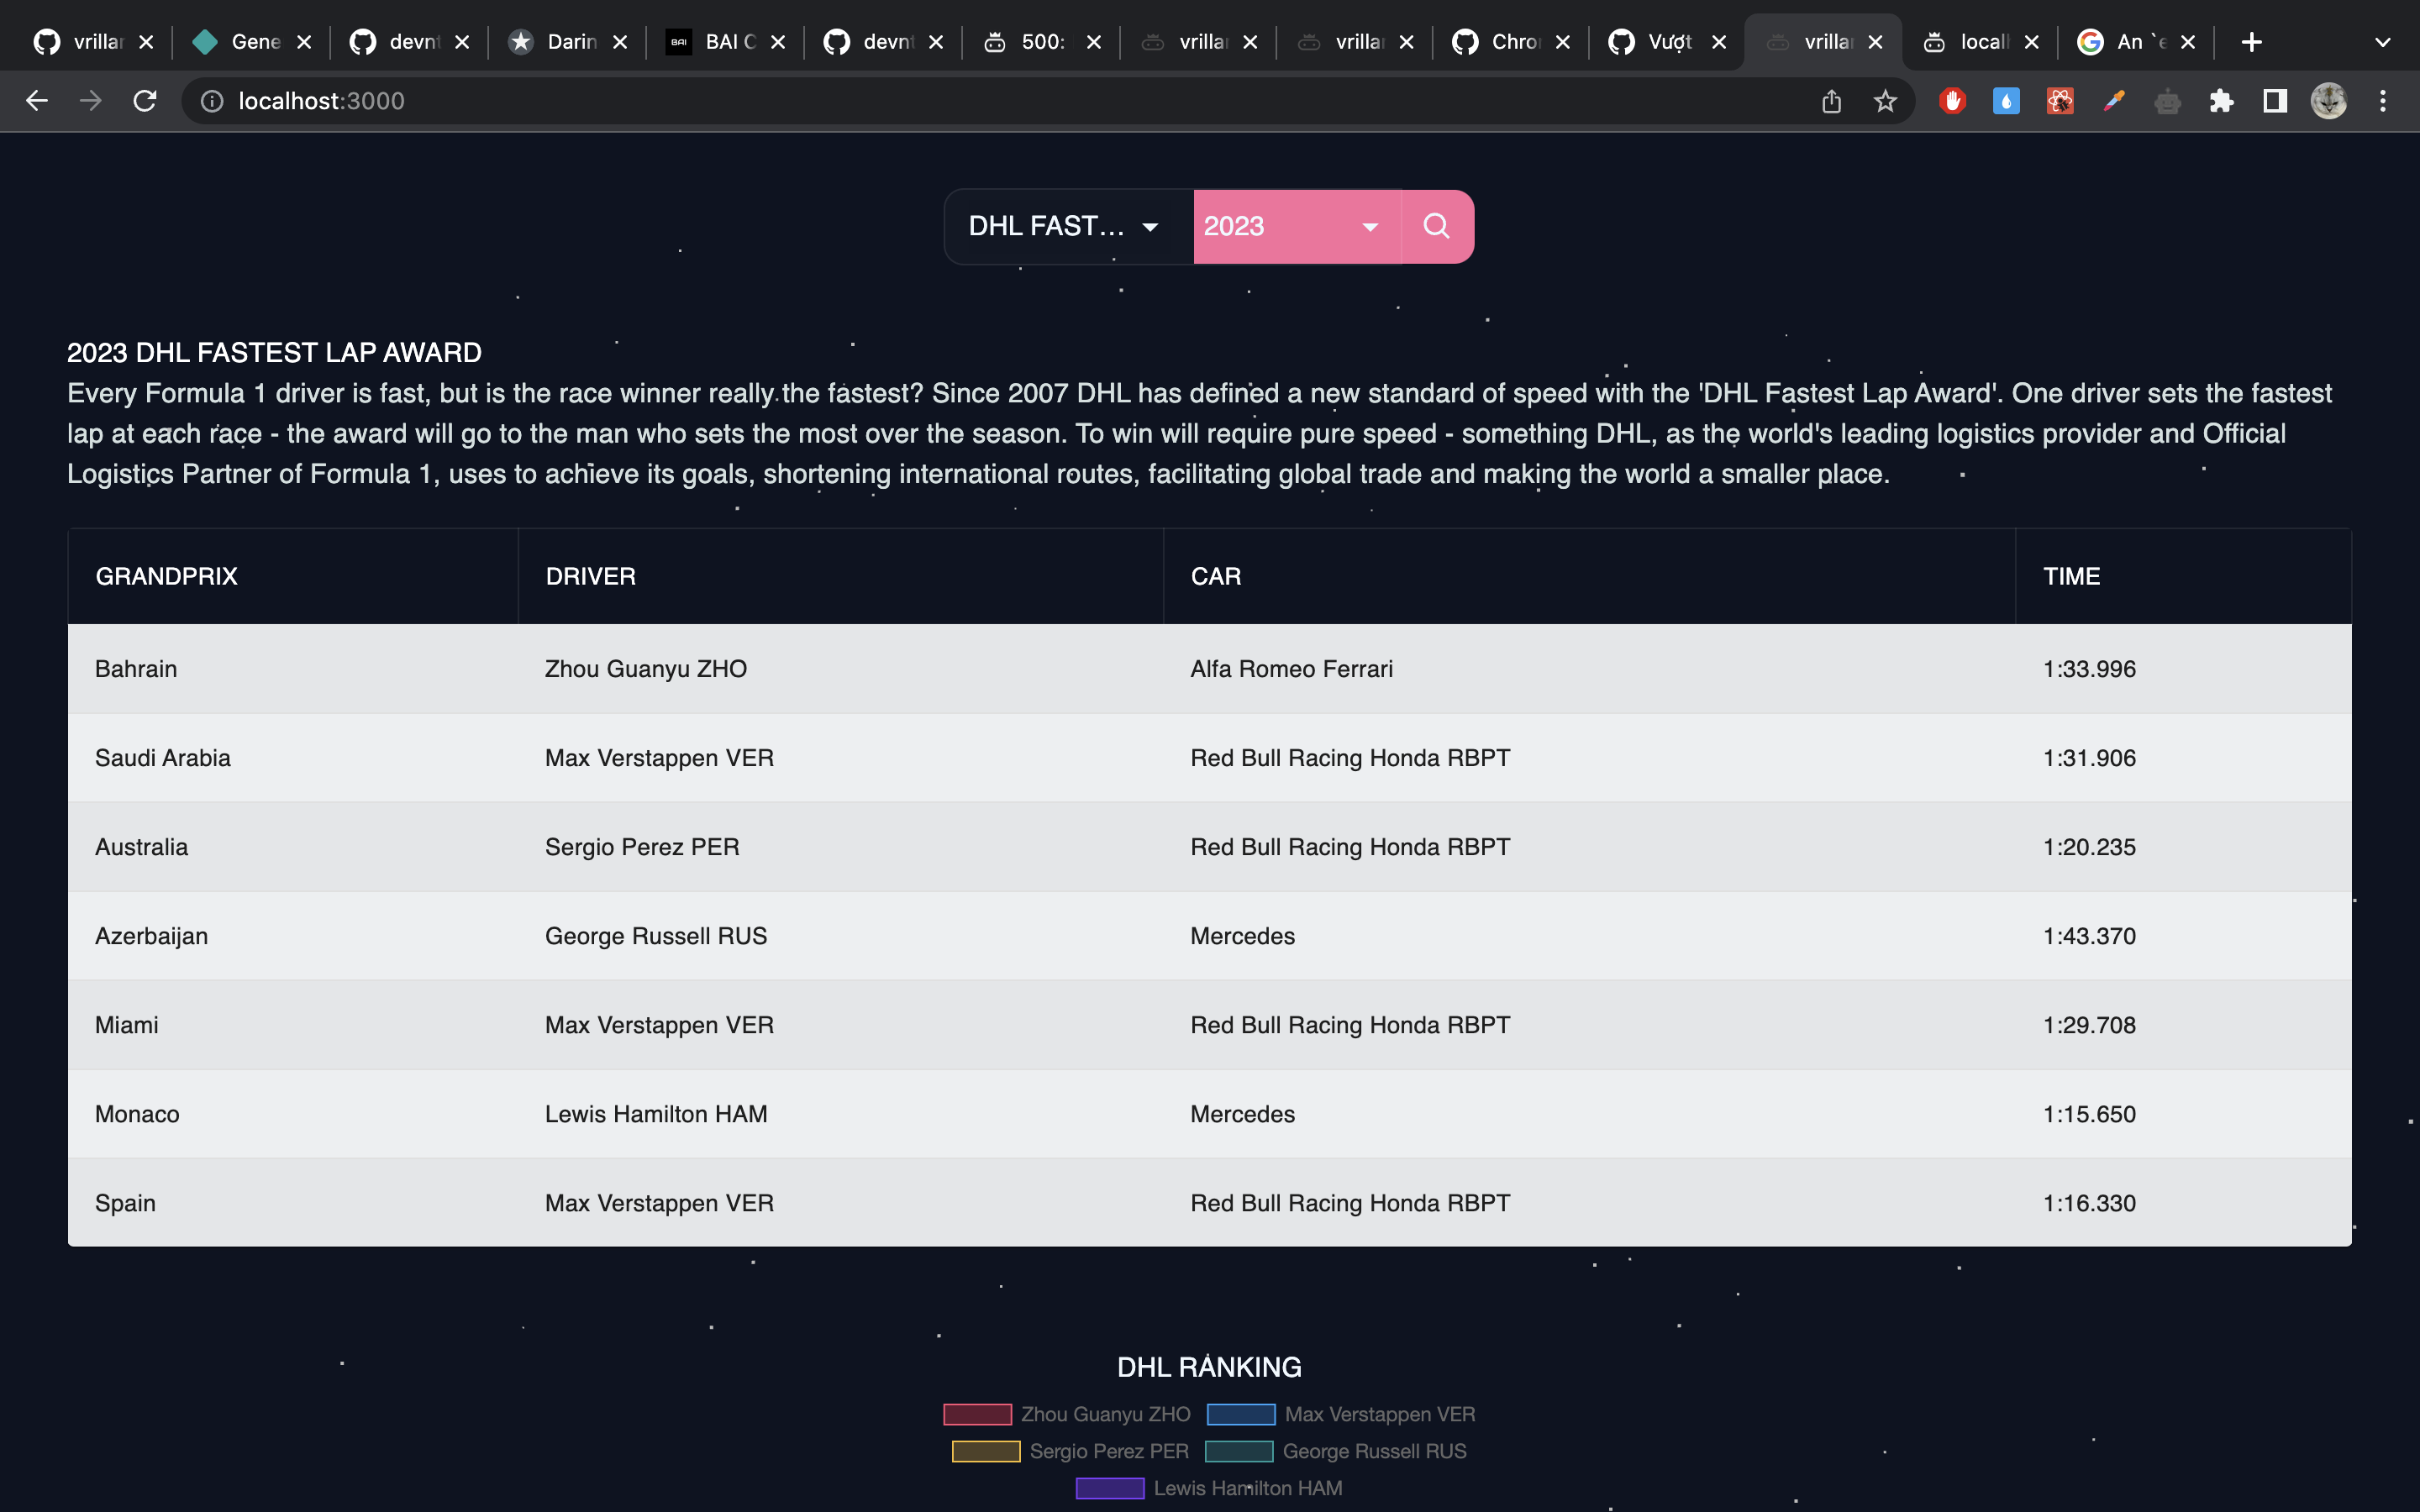 vrillar Gene devnt Darin BAI BAI C devnt 500: vrillar vrillar Chror Vượt vrillar localh An `e
localhost:3000
DHL FAST... 2023
2023 DHL FASTEST LAP AWARD
Every Formula 1 driver is fast, but is the race winner really the fastest? Since 2007 DHL has defined a new standard of speed with the 'DHL Fastest Lap Award'. One driver sets the fastest
lap at each race - the award will go to the man who sets the most over the season. To win will require pure speed - something DHL, as the world's leading logistics provider and Official
Logistics Partner of Formula 1, uses to achieve its goals, shortening international routes, facilitating global trade and making the world a smaller place.
GRANDPRIX DRIVER CAR TIME
Bahrain Zhou Guanyu ZHO Alfa Romeo Ferrari 1:33.996
Saudi Arabia Max Verstappen VER Red Bull Racing Honda RBPT 1:31.906
Australia Sergio Perez PER Red Bull Racing Honda RBPT 1:20.235
Azerbaijan George Russell RUS Mercedes 1:43.370
Miami Max Verstappen VER Red Bull Racing Honda RBPT 1:29.708
Monaco Lewis Hamilton HAM Mercedes 1:15.650
Spain Max Verstappen VER Red Bull Racing Honda RBPT 1:16.330
DHL RANKING
Zhou Guanyu ZHO Max Verstappen VER
Sergio Perez PER George Russell RUS
Lewis Hamilton HAM